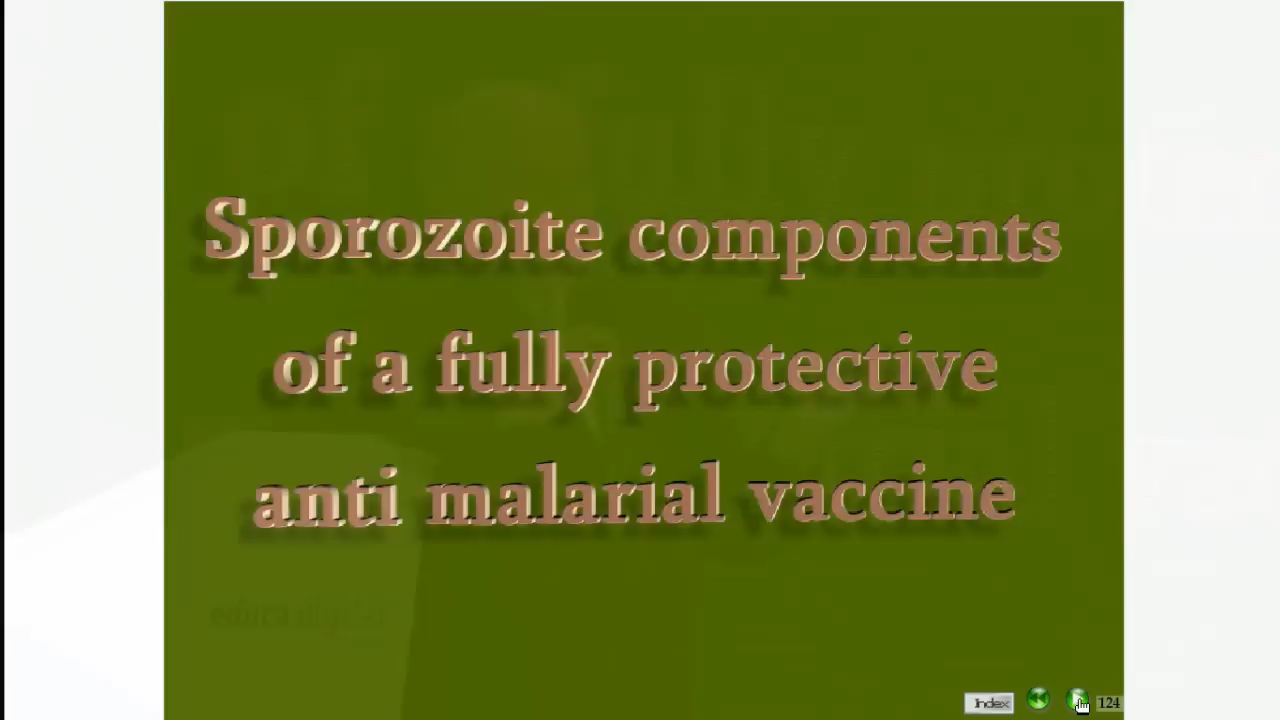 Sporozoite components
of a fully protective
anti malarial vaccine
Index
124